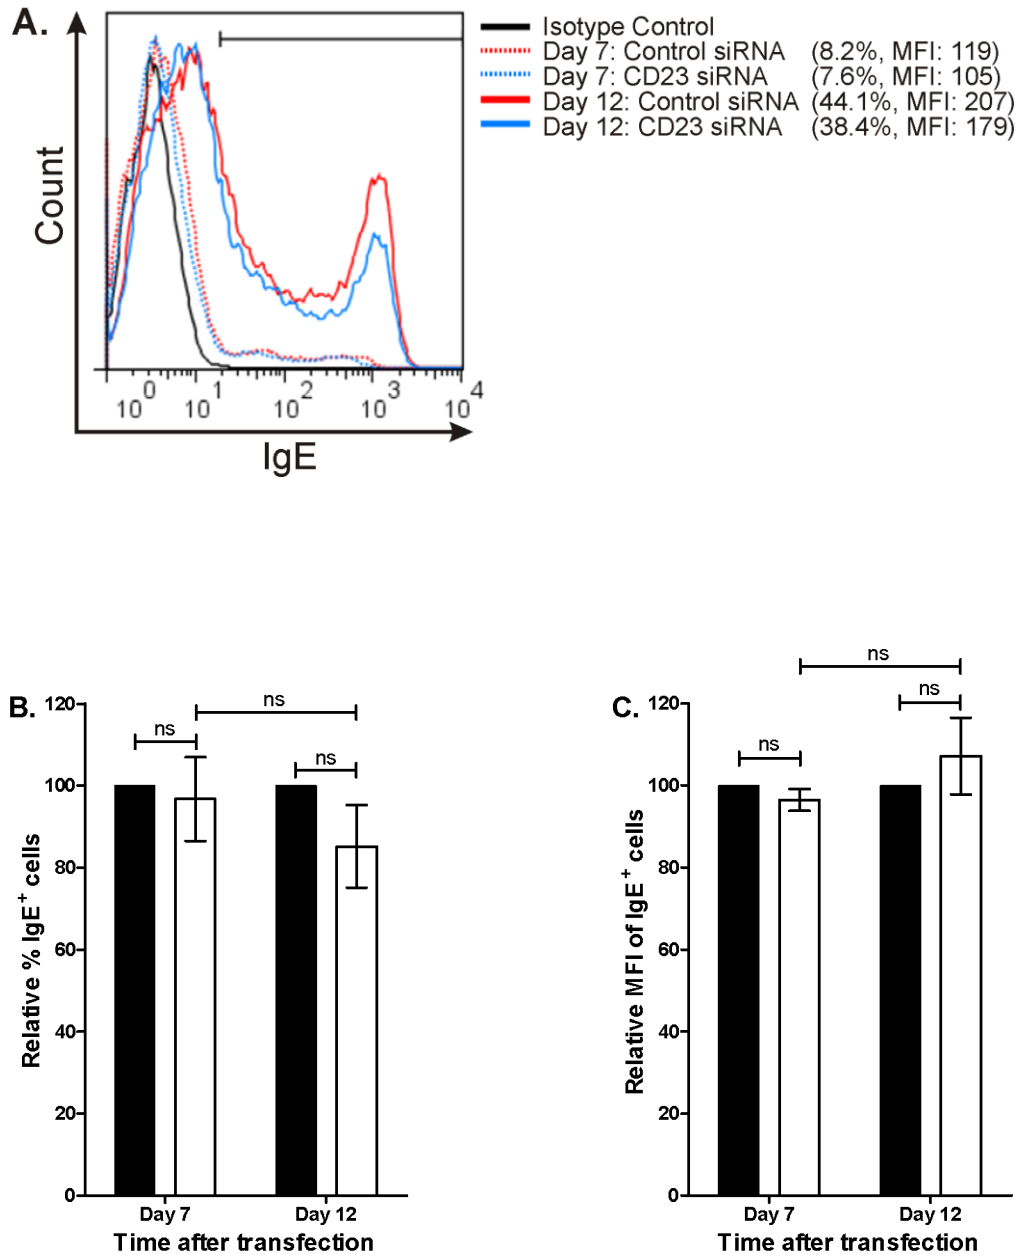 A.
Isotype Control
Day 7: Control siRNA (8.2%, MFI: 119)
Day 7: CD23 siRNA (7.6%, MFI: 105)
Day 12: Control siRNA (44.1%, MFI: 207)
Day 12: CD23 siRNA (38.4%, MFI: 179)
Count
10^0 10^1 10^2 10^3 10^4
IgE
B.
ns
ns
ns
120
100
80
60
40
20
0
Relative % IgE^+ cells
Day 7 Day 12
Time after transfection
C.
ns
ns
ns
120
100
80
60
40
20
0
Relative MFI of IgE^+ cells
Day 7 Day 12
Time after transfection